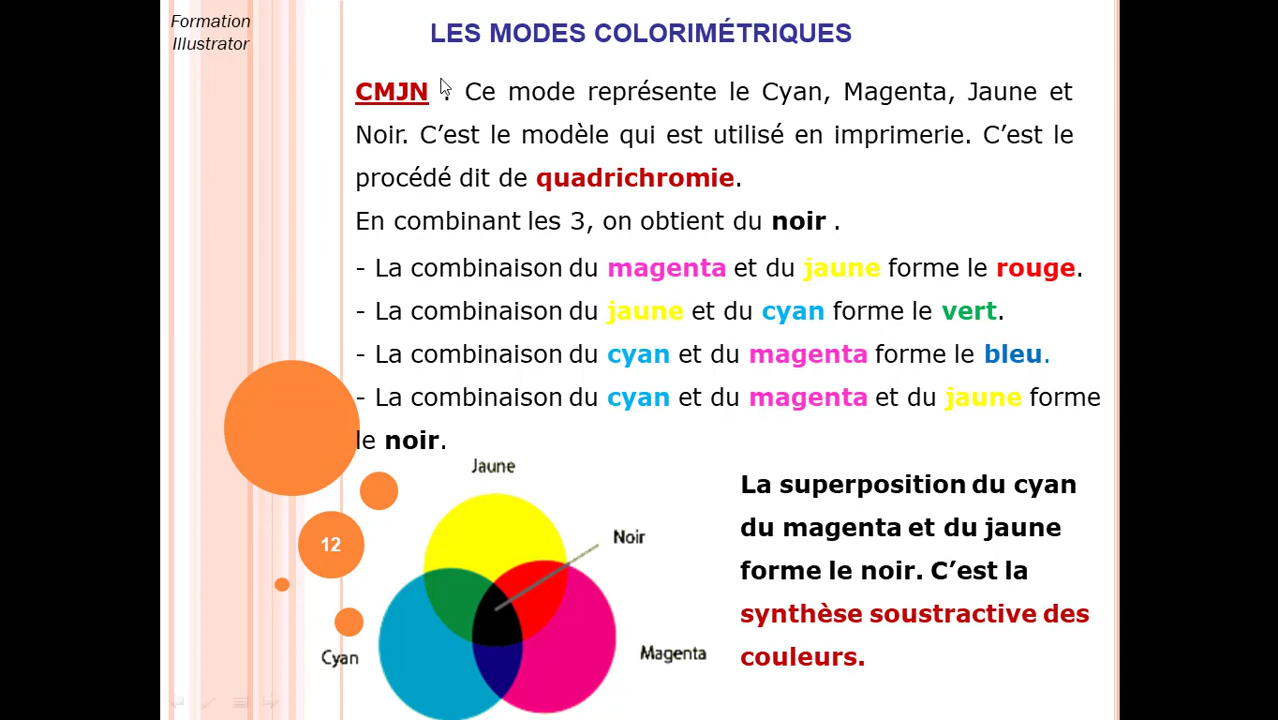 Formation
Illustrator
LES MODES COLORIMÉTRIQUES
CMJN : Ce mode représente le Cyan, Magenta, Jaune et
Noir. C’est le modèle qui est utilisé en imprimerie. C’est le
procédé dit de quadrichromie.
En combinant les 3, on obtient du noir .
- La combinaison du magenta et du jaune forme le rouge.
- La combinaison du jaune et du cyan forme le vert.
- La combinaison du cyan et du magenta forme le bleu.
- La combinaison du cyan et du magenta et du jaune forme
le noir.
Jaune
Noir
Cyan
Magenta
12
La superposition du cyan
du magenta et du jaune
forme le noir. C’est la
synthèse soustractive des
couleurs.